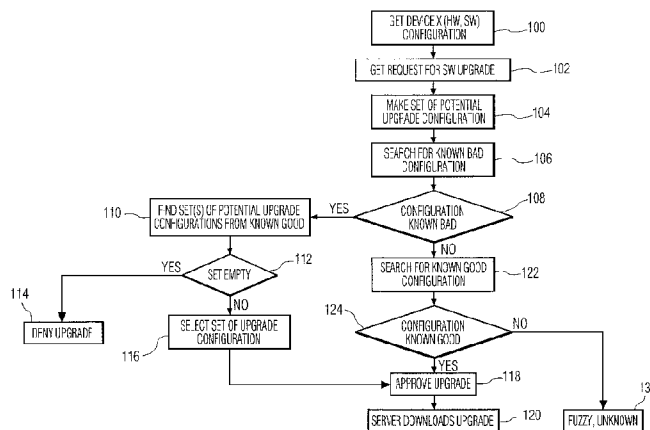 GET DEVICE X (HW, SW)
CONFIGURATION
100
GET REQUEST FOR SW UPGRADE
102
MAKE SET OF POTENTIAL
UPGRADE CONFIGURATION
104
SEARCH FOR KNOWN BAD
CONFIGURATION
106
110
FIND SET(S) OF POTENTIAL UPGRADE
CONFIGURATIONS FROM KNOWN GOOD
YES
CONFIGURATION
KNOWN BAD
108
NO
YES
SET EMPTY
112
SEARCH FOR KNOWN GOOD
CONFIGURATION
122
114
DENY UPGRADE
NO
116
SELECT SET OF UPGRADE
CONFIGURATION
124
CONFIGURATION
KNOWN GOOD
NO
YES
APPROVE UPGRADE
118
SERVER DOWNLOADS UPGRADE
120
13
FUZZY, UNKNOWN